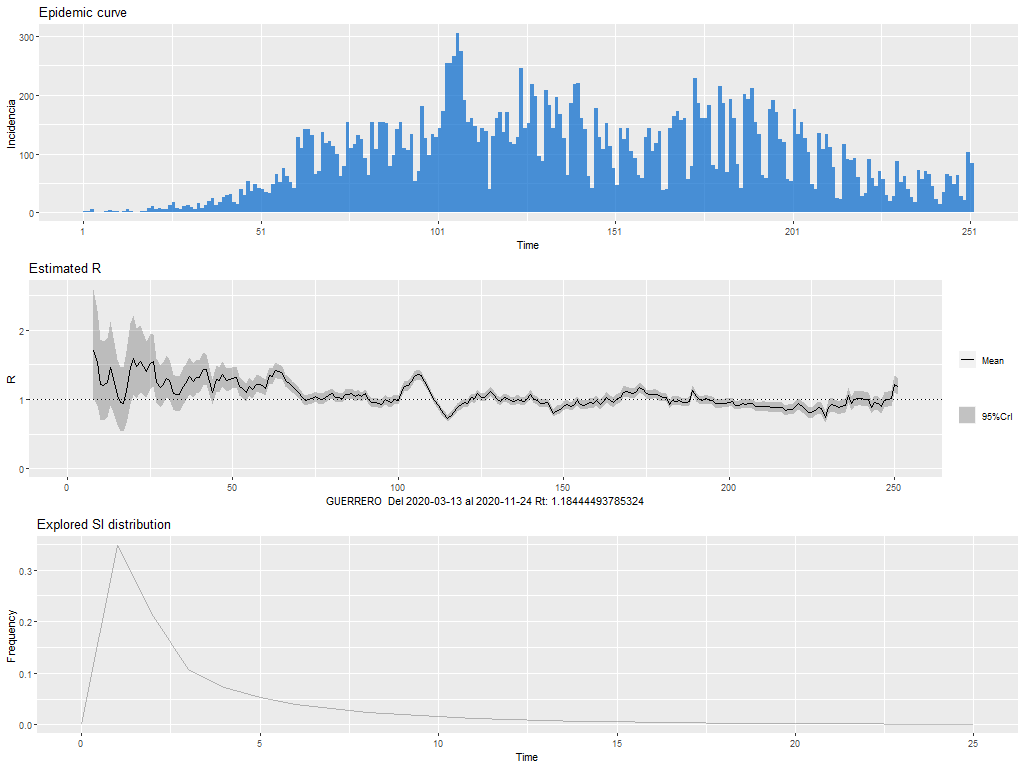 Epidemic curve
300
200
100
0
Incidencia
1 51 101 151 201 251
Time
Estimated R
2
1
0
R
0 50 100 150 200 250
GUERRERO Del 2020-03-13 al 2020-11-24 Rt: 1.18444493785324
Mean
95%CrI
Explored SI distribution
0.3
0.2
0.1
0.0
Frequency
0 5 10 15 20 25
Time